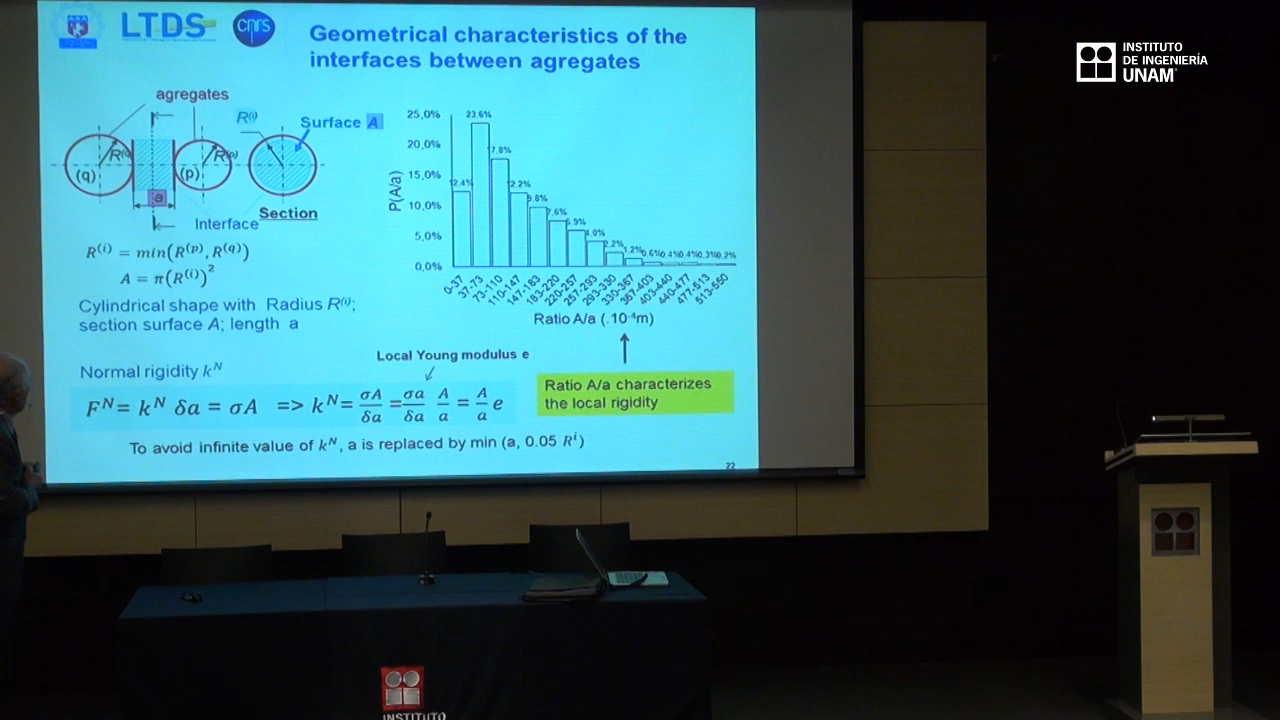 LTDS
cnrs
Geometrical characteristics of the
interfaces between agregates
INSTITUTO
DE INGENIERÍA
UNAM
agregates
R⁽ⁱ⁾
Surface A
(q)
(p)
a
Interface
Section
R⁽ⁱ⁾ = min(R⁽ᵖ⁾, R⁽q⁾)
A = π(R⁽ⁱ⁾)²
Cylindrical shape with Radius R⁽ⁱ⁾;
section surface A; length a
P(A/a)
25,0%
20,0%
15,0%
10,0%
5,0%
0,0%
12.4%
23.6%
17,8%
12.2%
9,8%
7,6%
5,9%
4.0%
2,2%
1,2%
0,6%
0,4%
0,4%
0,3%
0,2%
0-37
37-73
73-110
110-147
147-183
183-220
220-257
257-293
293-330
330-367
367-403
403-440
440-477
477-513
513-550
Ratio A/a (.10⁻⁴m)
Local Young modulus e
Normal rigidity kᴺ
Fᴺ= kᴺ δa = σA => kᴺ= σA/δa = σa/δa A/a = A/a e
Ratio A/a characterizes
the local rigidity
To avoid infinite value of kᴺ, a is replaced by min (a, 0.05 Rⁱ)
22
INSTITUTO